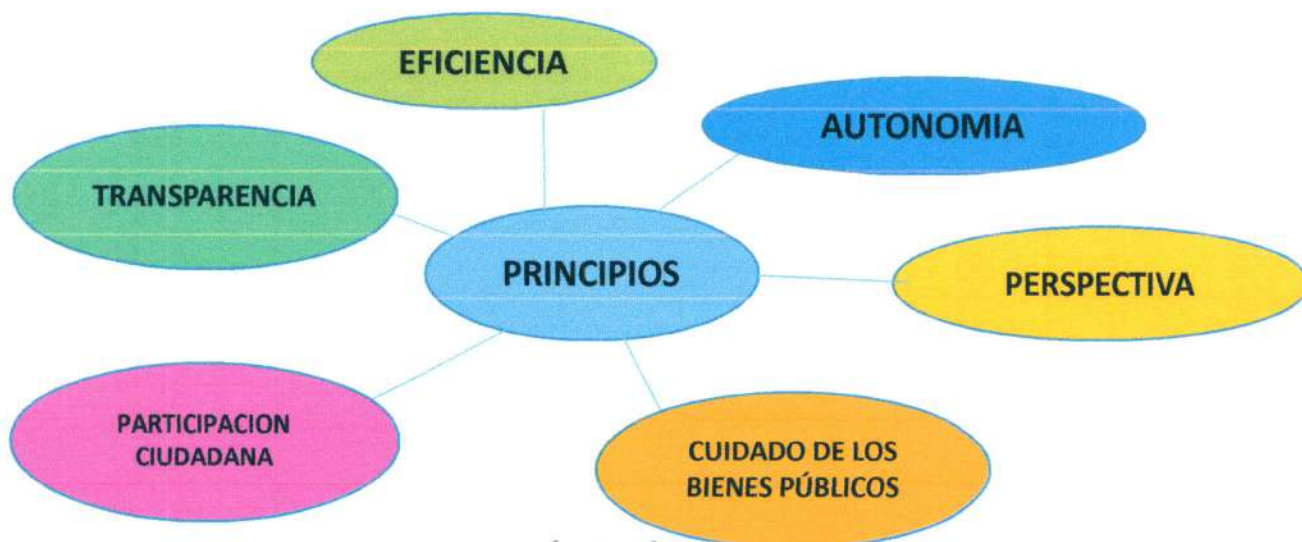 EFICIENCIA
AUTONOMIA
TRANSPARENCIA
PRINCIPIOS
PERSPECTIVA
PARTICIPACION
CIUDADANA
CUIDADO DE LOS
BIENES PÚBLICOS